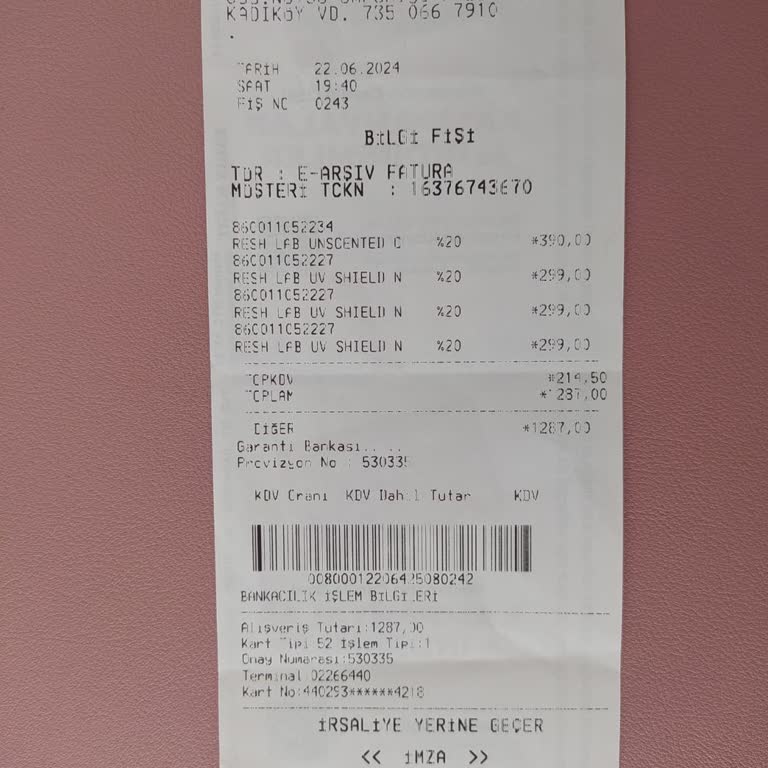 KADIKÖY VD. 735 066 7910
.
TARİH 22.06.2024
SAAT 19:40
FİŞ NO 0243
BİLGİ FİŞİ
TÜR : E-ARŞİV FATURA
MÜŞTERİ TCKN : 16376743670
860011052234
RESH LAB UNSCENTED C %20 *390,00
860011052227
RESH LAB UV SHIELD N %20 *299,00
860011052227
RESH LAB UV SHIELD N %20 *299,00
860011052227
RESH LAB UV SHIELD N %20 *299,00
TOPKDV *214,50
TOPLAM *1287,00
DİĞER *1287,00
Garanti Bankası.. ..
Provizyon No : 530335
KDV Oranı KDV Dahil Tutar KDV
00800012206425080242
BANKACILIK İŞLEM BİLGİLERİ
Alışveriş Tutarı:1287,00
Kart Tipi 52 İşlem Tipi:1
Onay Numarası:530335
Terminal 02266440
Kart No:440293******4218
İRSALİYE YERİNE GEÇER
<< İMZA >>